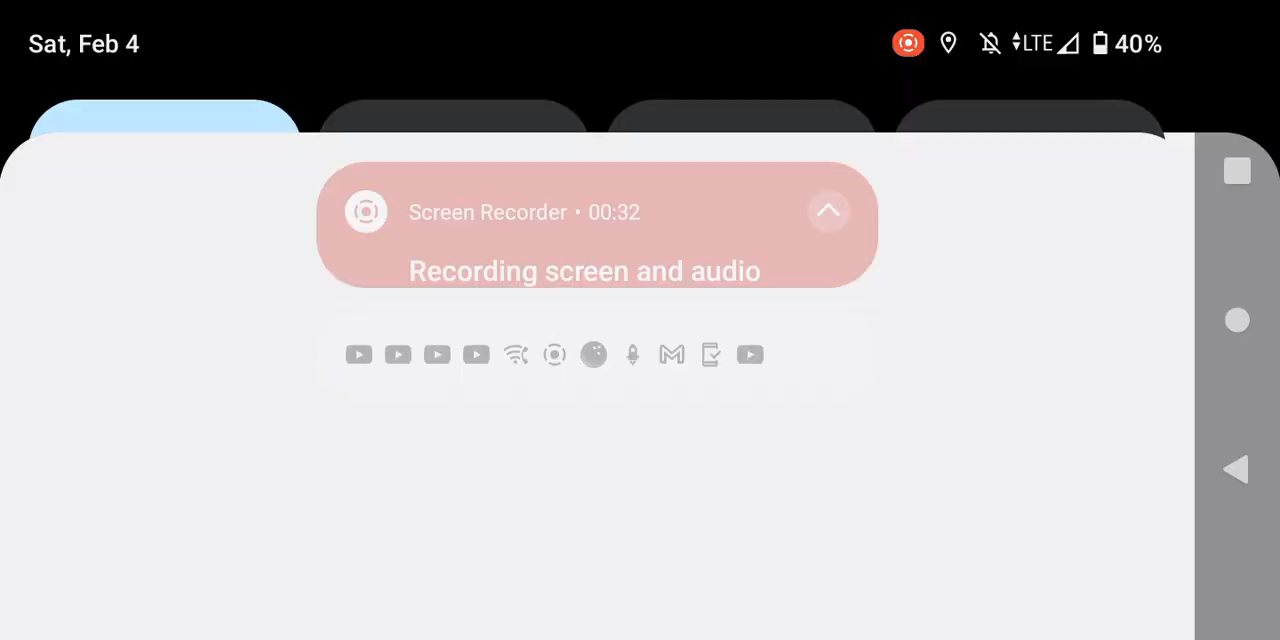 Sat, Feb 4
LTE 40%
Screen Recorder • 00:32
Recording screen and audio